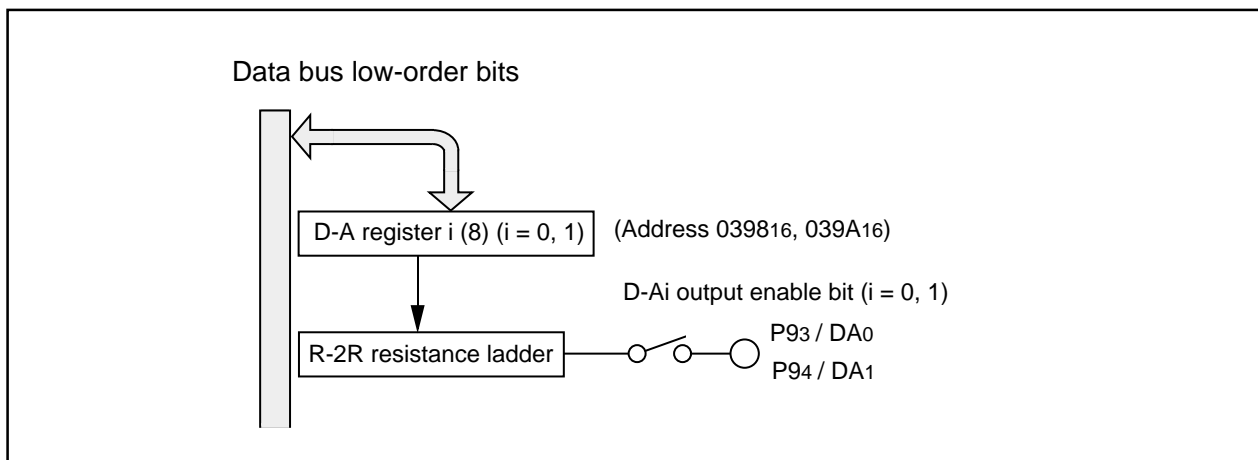 Data bus low-order bits
D-A register i (8) (i = 0, 1)
(Address 039816, 039A16)
D-Ai output enable bit (i = 0, 1)
P93 / DA0
R-2R resistance ladder
P94 / DA1